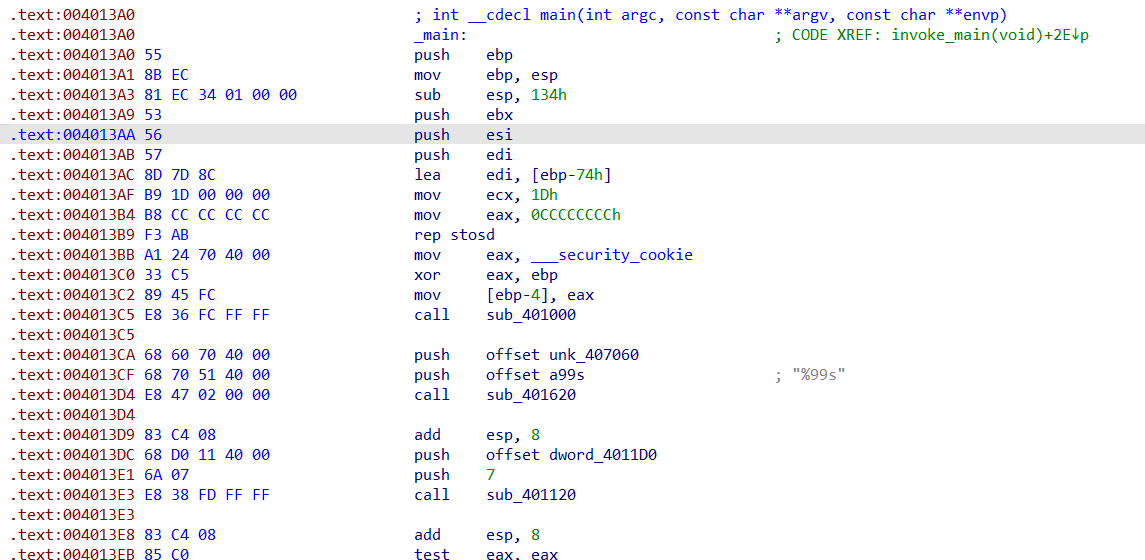 .text:004013A0 ; int __cdecl main(int argc, const char **argv, const char **envp)
.text:004013A0 _main: ; CODE XREF: invoke_main(void)+2E↓p
.text:004013A0 55 push ebp
.text:004013A1 8B EC mov ebp, esp
.text:004013A3 81 EC 34 01 00 00 sub esp, 134h
.text:004013A9 53 push ebx
.text:004013AA 56 push esi
.text:004013AB 57 push edi
.text:004013AC 8D 7D 8C lea edi, [ebp-74h]
.text:004013AF B9 1D 00 00 00 mov ecx, 1Dh
.text:004013B4 B8 CC CC CC CC mov eax, 0CCCCCCCCh
.text:004013B9 F3 AB rep stosd
.text:004013BB A1 24 70 40 00 mov eax, ___security_cookie
.text:004013C0 33 C5 xor eax, ebp
.text:004013C2 89 45 FC mov [ebp-4], eax
.text:004013C5 E8 36 FC FF FF call sub_401000
.text:004013C5
.text:004013CA 68 60 70 40 00 push offset unk_407060
.text:004013CF 68 70 51 40 00 push offset a99s ; "%99s"
.text:004013D4 E8 47 02 00 00 call sub_401620
.text:004013D4
.text:004013D9 83 C4 08 add esp, 8
.text:004013DC 68 D0 11 40 00 push offset dword_4011D0
.text:004013E1 6A 07 push 7
.text:004013E3 E8 38 FD FF FF call sub_401120
.text:004013E3
.text:004013E8 83 C4 08 add esp, 8
.text:004013EB 85 C0 test eax, eax